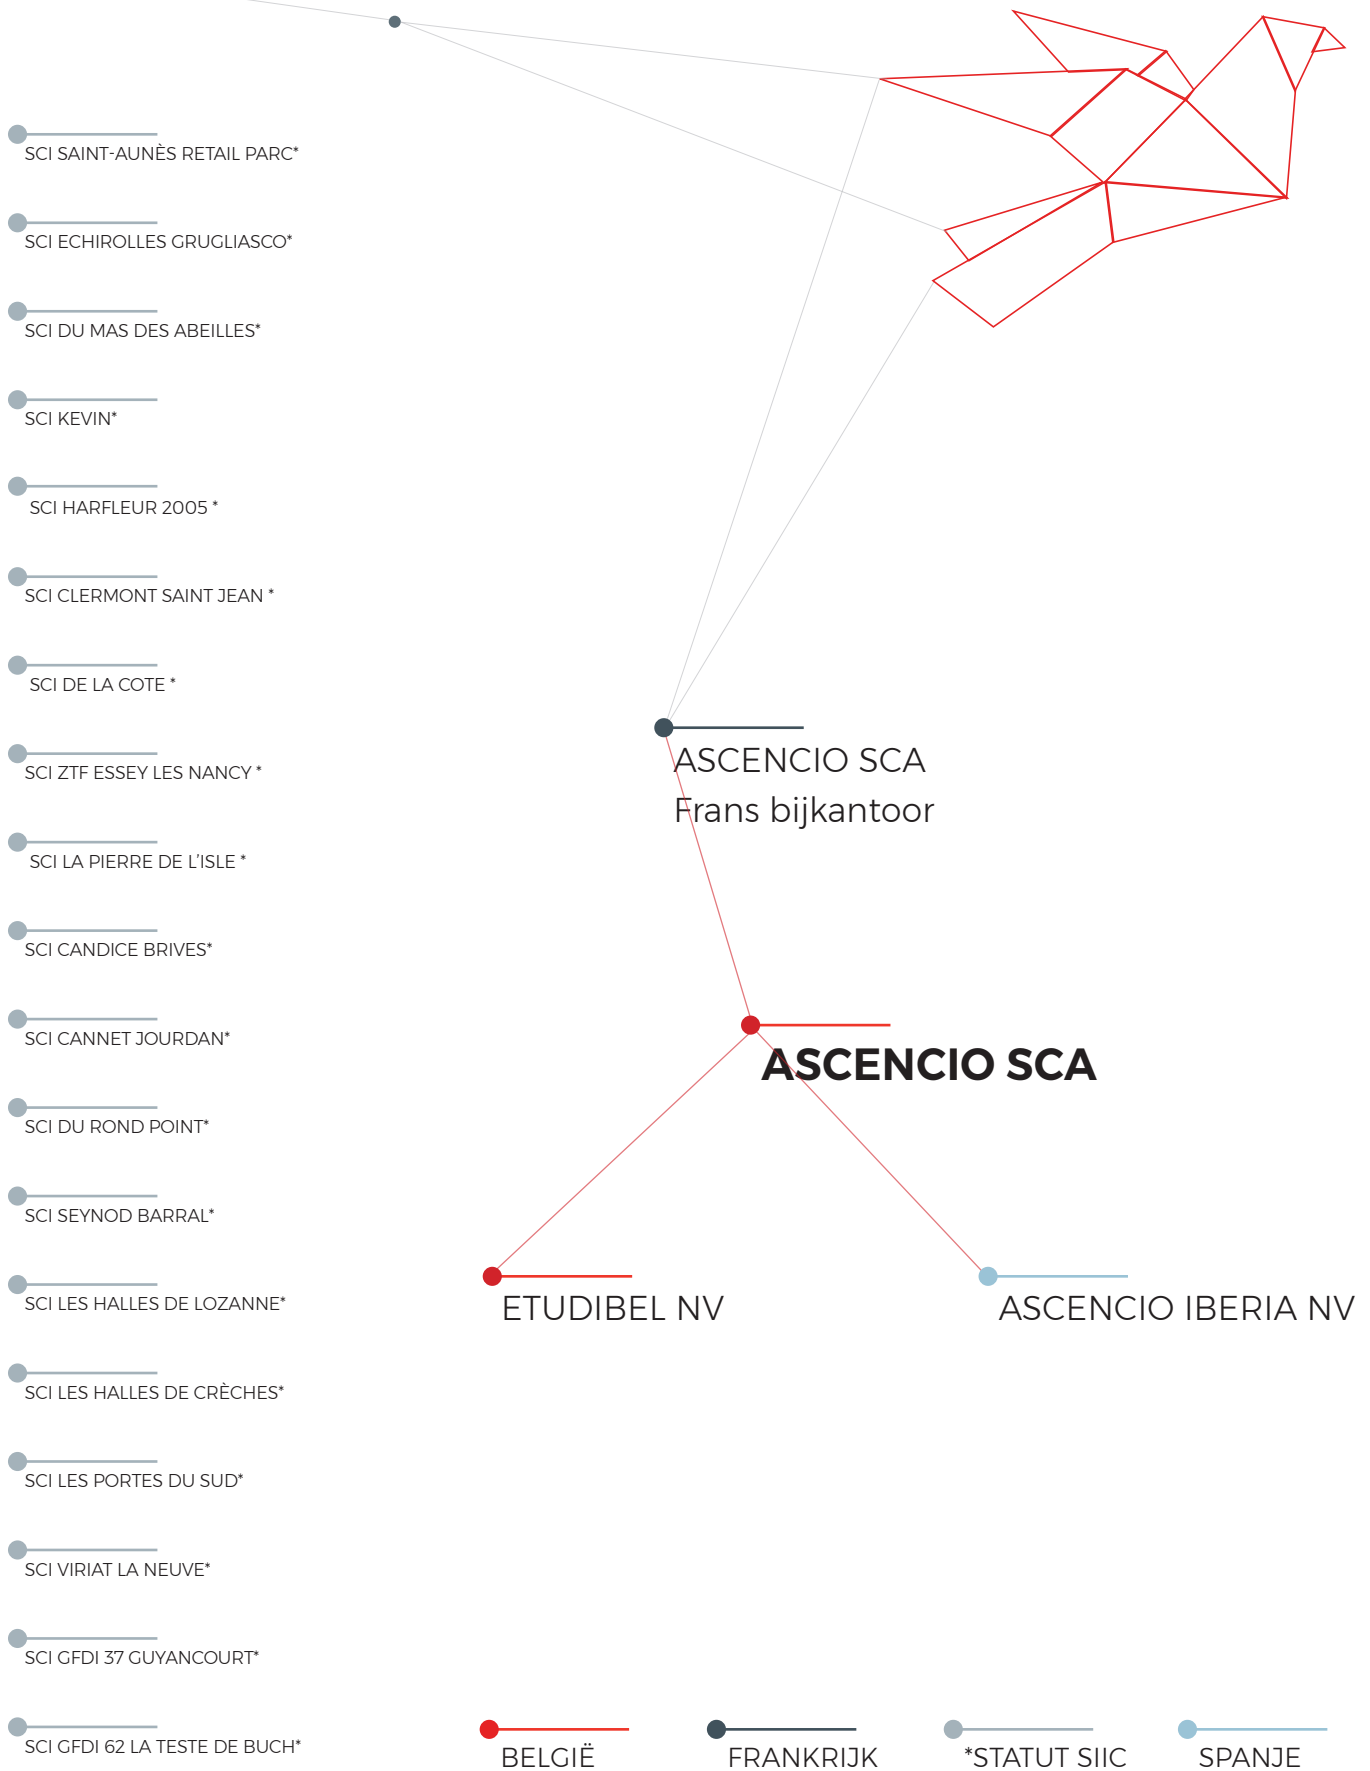 SCI SAINT-AUNÈS RETAIL PARC*
SCI ECHIROLLES GRUGLIASCO*
SCI DU MAS DES ABEILLES*
SCI KEVIN*
SCI HARFLEUR 2005 *
SCI CLERMONT SAINT JEAN *
SCI DE LA COTE *
SCI ZTF ESSEY LES NANCY *
SCI LA PIERRE DE L'ISLE *
SCI CANDICE BRIVES*
SCI CANNET JOURDAN*
SCI DU ROND POINT*
SCI SEYNOD BARRAL*
SCI LES HALLES DE LOZANNE*
SCI LES HALLES DE CRÈCHES*
SCI LES PORTES DU SUD*
SCI VIRIAT LA NEUVE*
SCI GFDI 37 GUYANCOURT*
SCI GFDI 62 LA TESTE DE BUCH*
ASCENCIO SCA
Frans bijkantoor
ASCENCIO SCA
ETUDIBEL NV
ASCENCIO IBERIA NV
BELGIË
FRANKRIJK
*STATUT SIIC
SPANJE